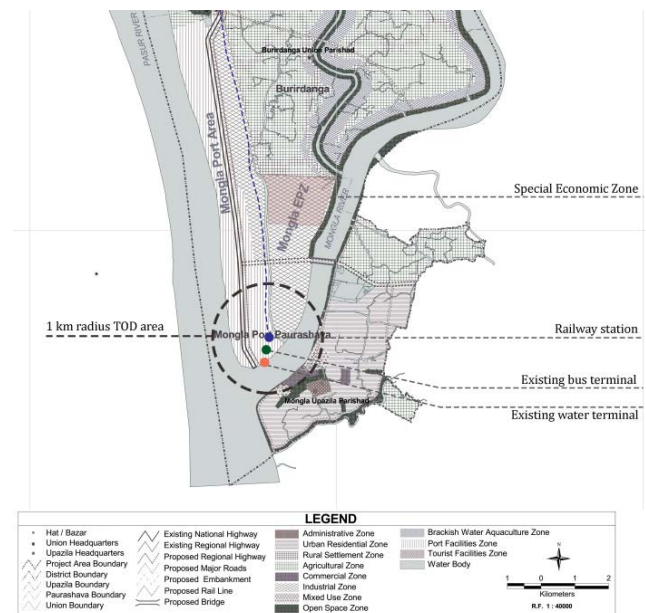 PASUR RIVER
Burirdanga Union Parishad
Burirdanga
Mongla Port Area
Mongla EPZ
MONGLA RIVER
Special Economic Zone
1 km radius TOD area
Mongla Port Paurashava
Railway station
Existing bus terminal
Mongla Upazila Parishad
Existing water terminal
LEGEND
Hat / Bazar
Union Headquarters
Upazila Headquarters
Project Area Boundary
District Boundary
Upazila Boundary
Paurashava Boundary
Union Boundary
Existing National Highway
Existing Regional Highway
Proposed Regional Highway
Proposed Major Roads
Proposed Embankment
Proposed Rail Line
Proposed Bridge
Administrative Zone
Urban Residential Zone
Rural Settlement Zone
Agricultural Zone
Commercial Zone
Industrial Zone
Mixed Use Zone
Open Space Zone
Brackish Water Aquaculture Zone
Port Facilities Zone
Tourist Facilities Zone
Water Body
N
1 0 1 2
Kilometers
R.F. 1 : 40000